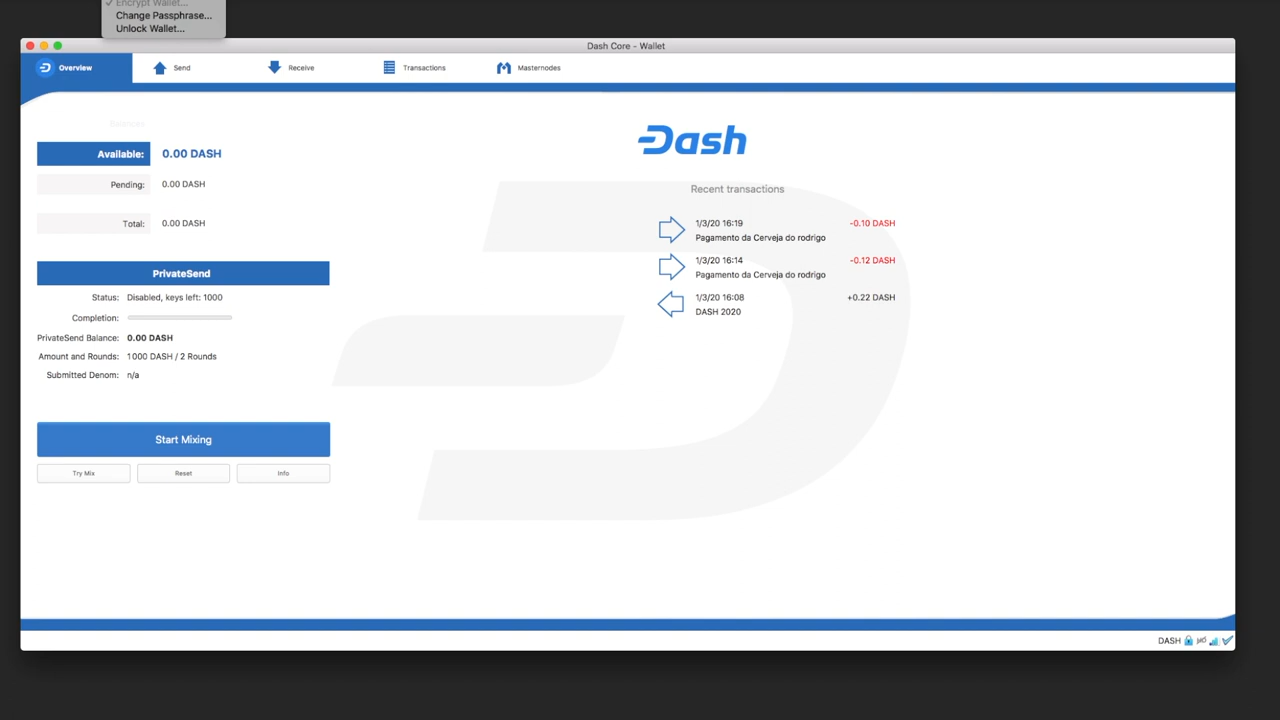 Encrypt Wallet...
Change Passphrase...
Unlock Wallet...
Dash Core - Wallet
Overview
Send
Receive
Transactions
Masternodes
Balances
Available: 0.00 DASH
Pending: 0.00 DASH
Total: 0.00 DASH
PrivateSend
Status: Disabled, keys left: 1000
Completion:
PrivateSend Balance: 0.00 DASH
Amount and Rounds: 1000 DASH / 2 Rounds
Submitted Denom: n/a
Start Mixing
Try Mix
Reset
Info
Dash
Recent transactions
1/3/20 16:19 -0.10 DASH
Pagamento da Cerveja do rodrigo
1/3/20 16:14 -0.12 DASH
Pagamento da Cerveja do rodrigo
1/3/20 16:08 +0.22 DASH
DASH 2020
DASH